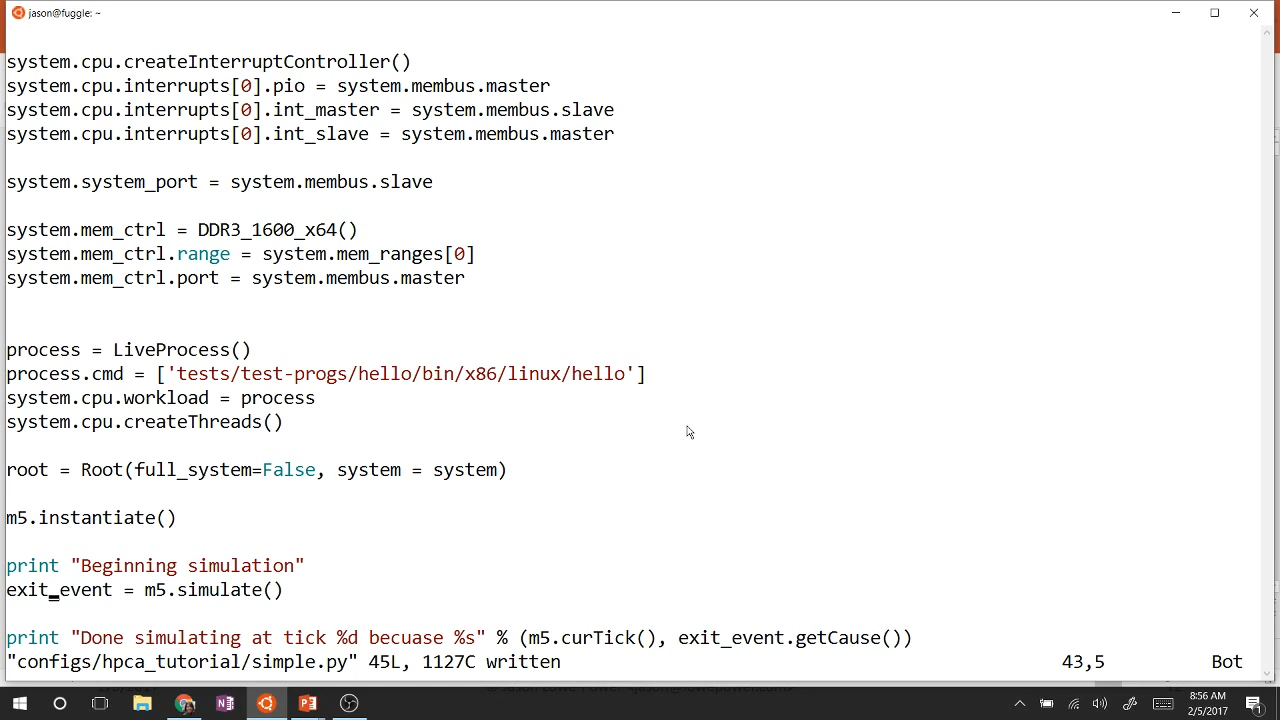 jason@fuggle: ~
system.cpu.createInterruptController()
system.cpu.interrupts[0].pio = system.membus.master
system.cpu.interrupts[0].int_master = system.membus.slave
system.cpu.interrupts[0].int_slave = system.membus.master
system.system_port = system.membus.slave
system.mem_ctrl = DDR3_1600_x64()
system.mem_ctrl.range = system.mem_ranges[0]
system.mem_ctrl.port = system.membus.master
process = LiveProcess()
process.cmd = ['tests/test-progs/hello/bin/x86/linux/hello']
system.cpu.workload = process
system.cpu.createThreads()
root = Root(full_system=False, system = system)
m5.instantiate()
print "Beginning simulation"
exit_event = m5.simulate()
print "Done simulating at tick %d becuase %s" % (m5.curTick(), exit_event.getCause())
"configs/hpca_tutorial/simple.py" 45L, 1127C written 43,5 Bot
8:56 AM
2/5/2017